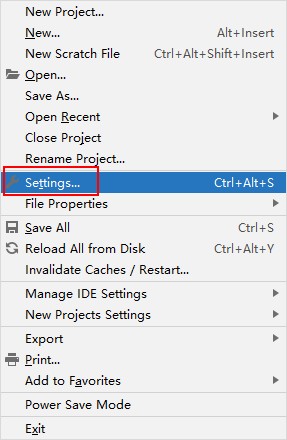 New Project...
New... Alt+Insert
New Scratch File Ctrl+Alt+Shift+Insert
Open...
Save As...
Open Recent
Close Project
Rename Project...
Settings... Ctrl+Alt+S
File Properties
Save All Ctrl+S
Reload All from Disk Ctrl+Alt+Y
Invalidate Caches / Restart...
Manage IDE Settings
New Projects Settings
Export
Print...
Add to Favorites
Power Save Mode
Exit